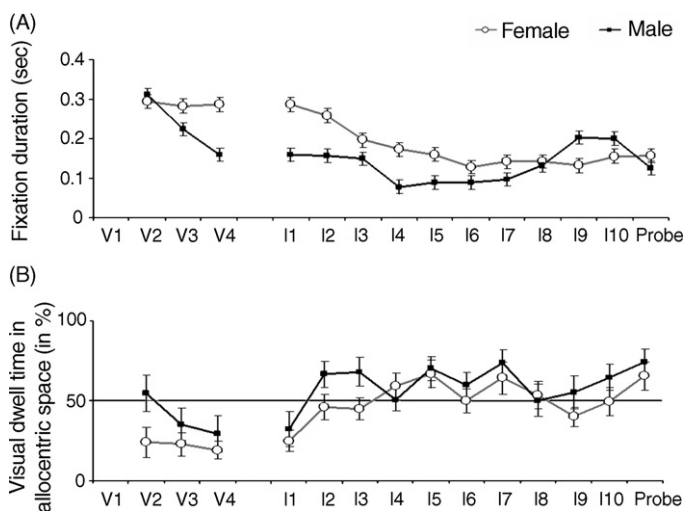 (A)
Female Male
Fixation duration (sec)
0.4
0.3
0.2
0.1
0
V1 V2 V3 V4 I1 I2 I3 I4 I5 I6 I7 I8 I9 I10 Probe
(B)
Visual dwell time in
allocentric space (in %)
100
50
0
V1 V2 V3 V4 I1 I2 I3 I4 I5 I6 I7 I8 I9 I10 Probe